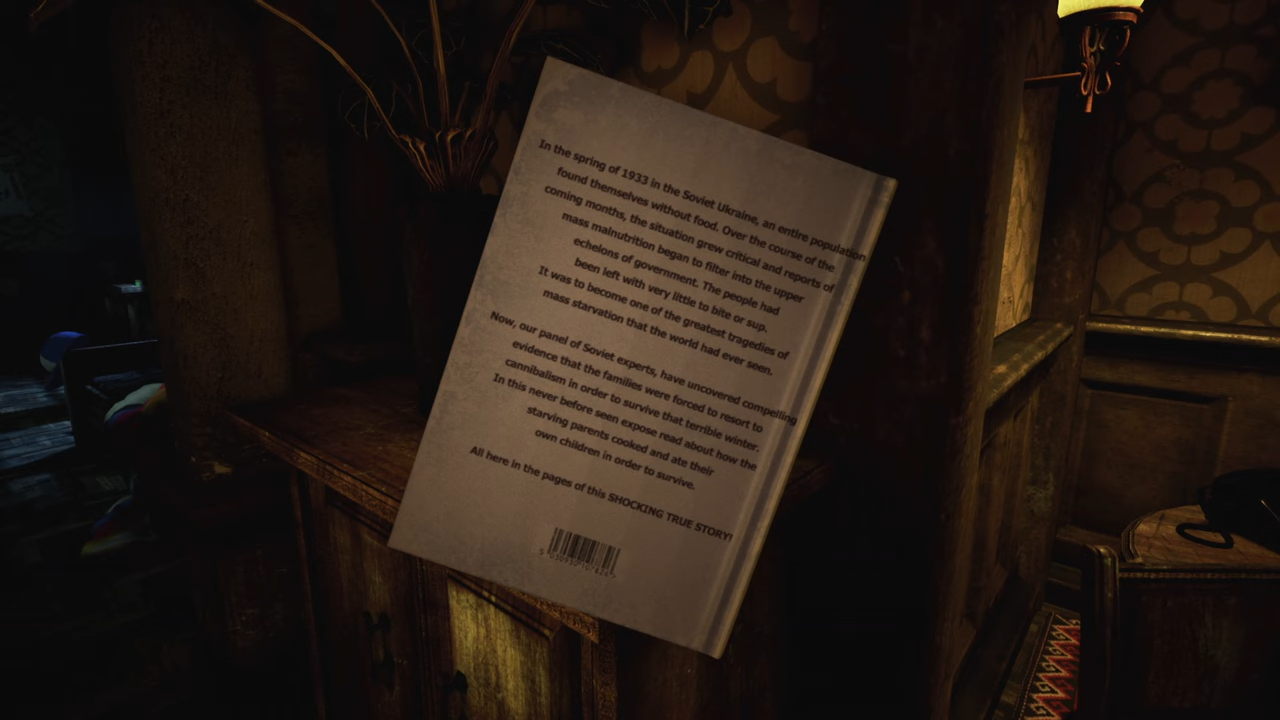 In the spring of 1933 in the Soviet Ukraine, an entire population
found themselves without food. Over the course of the
coming months, the situation grew critical and reports of
mass malnutrition began to filter into the upper
echelons of government. The people had
been left with very little to bite or sup.
It was to become one of the greatest tragedies of
mass starvation that the world had ever seen.
Now, our panel of Soviet experts, have uncovered compelling
evidence that the families were forced to resort to
cannibalism in order to survive that terrible winter.
In this never before seen expose read about how the
starving parents cooked and ate their
own children in order to survive.
All here in the pages of this SHOCKING TRUE STORY!